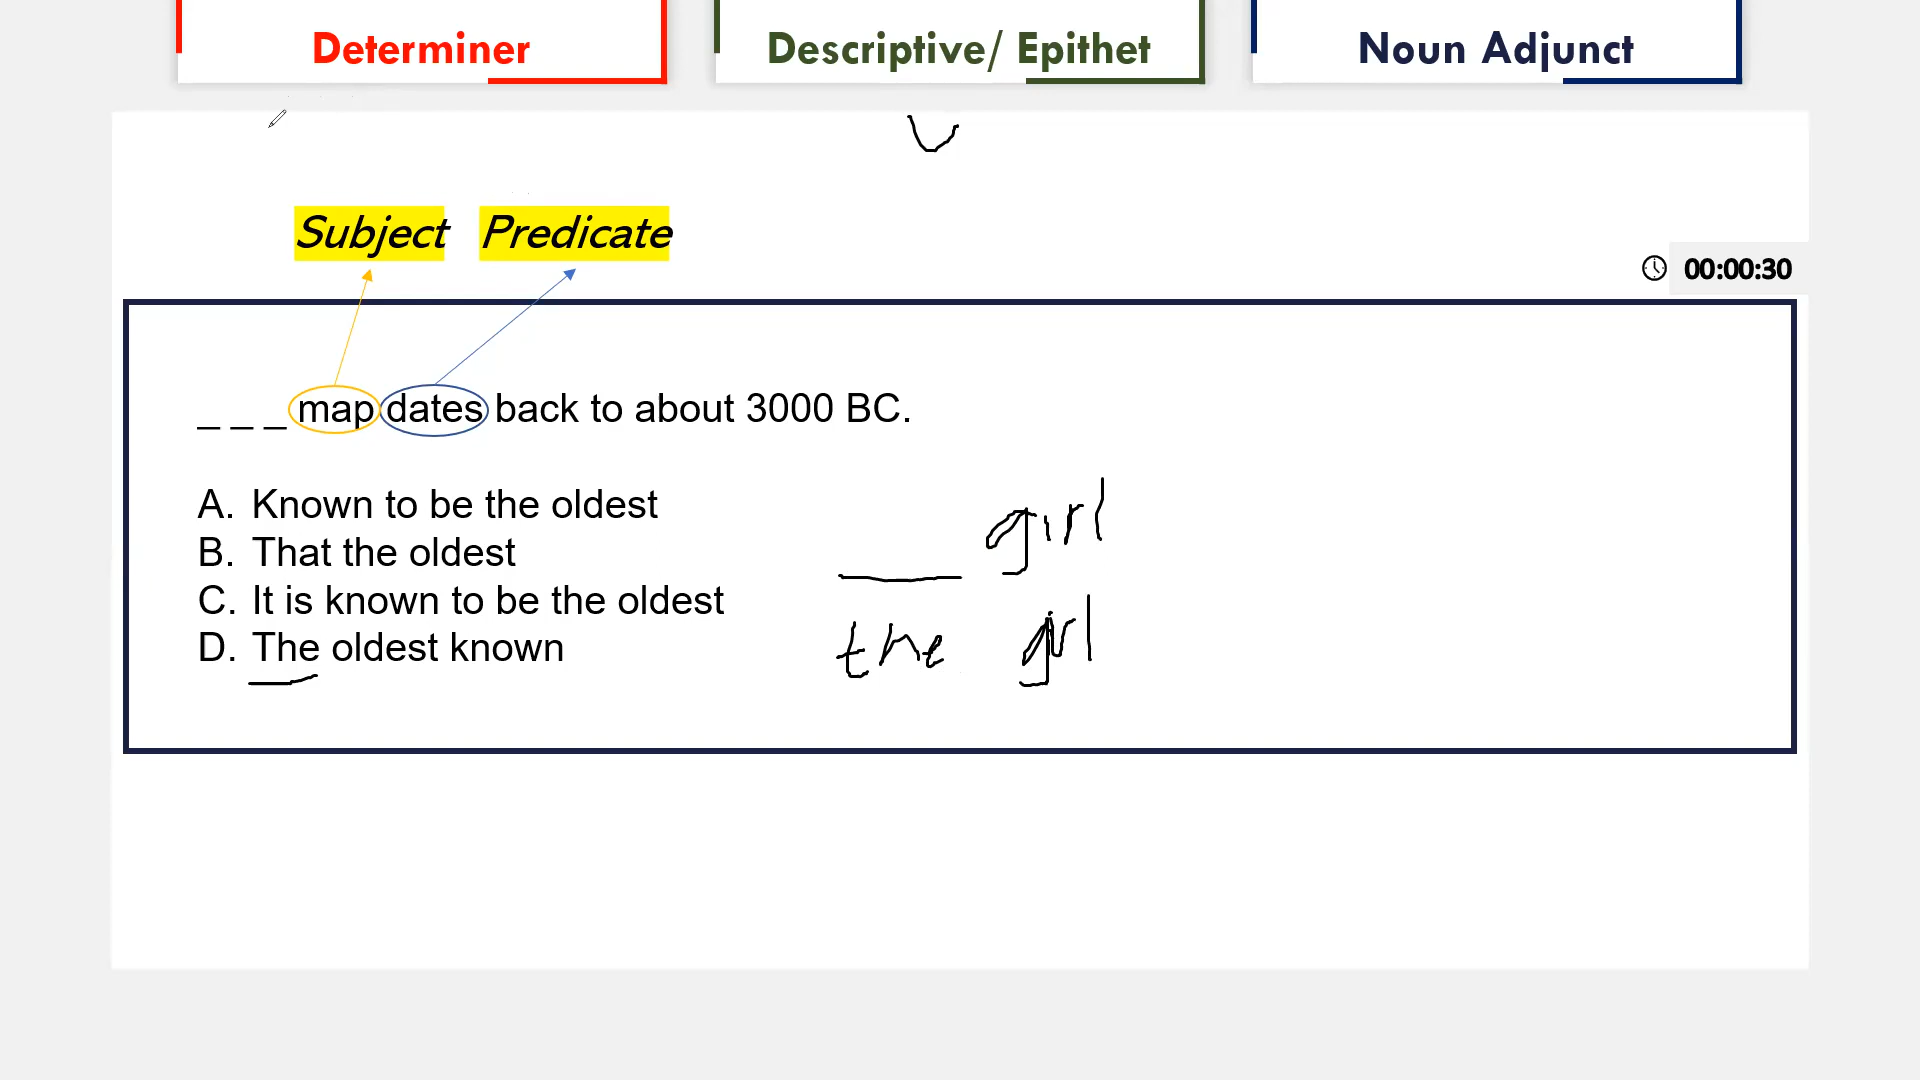 Determiner
Descriptive/ Epithet
Noun Adjunct
Subject Predicate
00:00:30
_ _ _ map dates back to about 3000 BC.
A. Known to be the oldest
B. That the oldest
C. It is known to be the oldest
D. The oldest known
___ girl
the girl